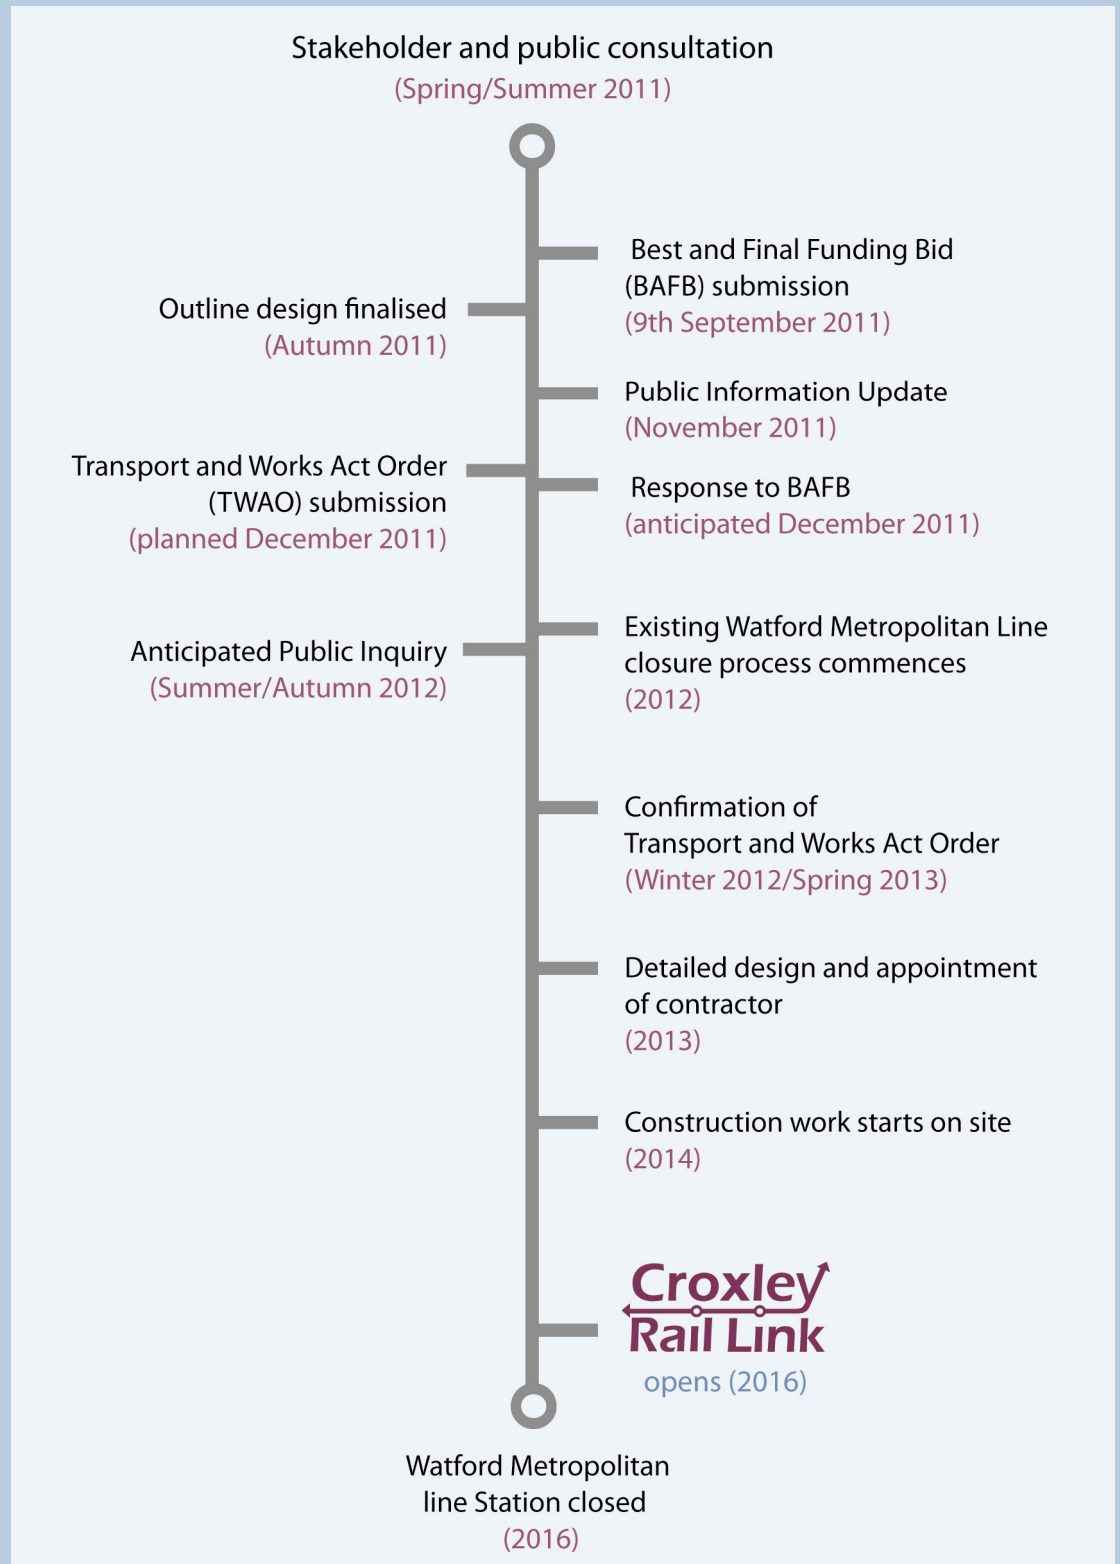 Stakeholder and public consultation
(Spring/Summer 2011)
Best and Final Funding Bid
(BAFB) submission
(9th September 2011)
Outline design finalised
(Autumn 2011)
Public Information Update
(November 2011)
Transport and Works Act Order
(TWAO) submission
(planned December 2011)
Response to BAFB
(anticipated December 2011)
Existing Watford Metropolitan Line
closure process commences
(2012)
Anticipated Public Inquiry
(Summer/Autumn 2012)
Confirmation of
Transport and Works Act Order
(Winter 2012/Spring 2013)
Detailed design and appointment
of contractor
(2013)
Construction work starts on site
(2014)
Croxley
Rail Link
opens (2016)
Watford Metropolitan
line Station closed
(2016)